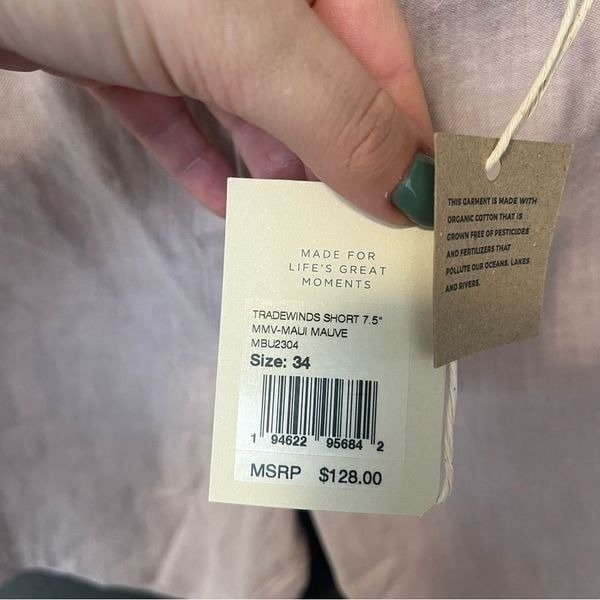 MADE FOR
LIFE'S GREAT
MOMENTS
TRADEWINDS SHORT 7.5"
MMV-MAUI MAUVE
MBU2304
Size: 34
1 94622 95684 2
MSRP $128.00
THIS GARMENT IS MADE WITH
ORGANIC COTTON THAT IS
GROWN FREE OF PESTICIDES
AND FERTILIZERS THAT
POLLUTE OUR OCEANS, LAKES
AND RIVERS.